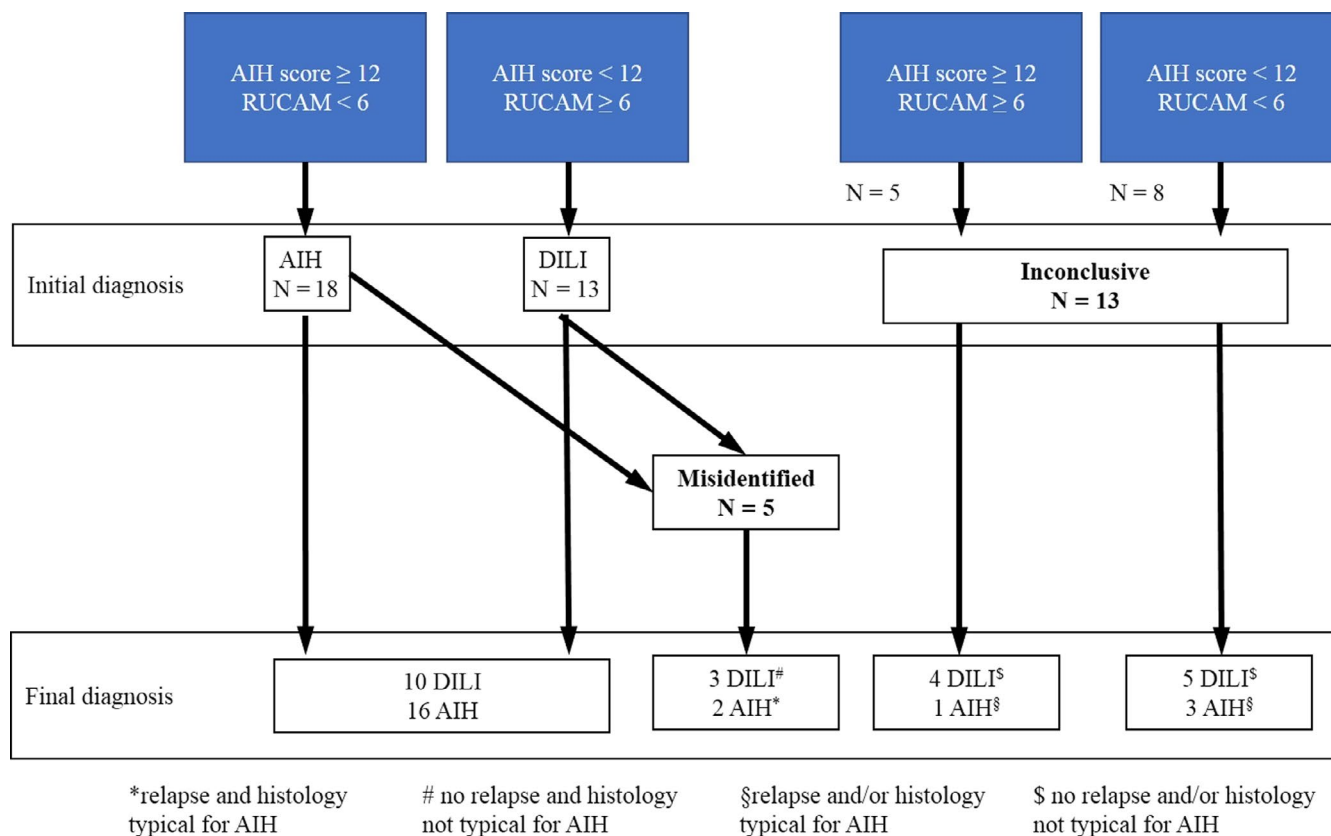 AIH score ≥ 12
RUCAM < 6
AIH score < 12
RUCAM ≥ 6
AIH score ≥ 12
RUCAM ≥ 6
AIH score < 12
RUCAM < 6
N = 5
N = 8
Initial diagnosis
AIH
N = 18
DILI
N = 13
Inconclusive
N = 13
Misidentified
N = 5
Final diagnosis
10 DILI
16 AIH
3 DILI#
2 AIH*
4 DILI$
1 AIH§
5 DILI$
3 AIH§
*relapse and histology
typical for AIH
# no relapse and histology
not typical for AIH
§relapse and/or histology
typical for AIH
$ no relapse and/or histology
not typical for AIH